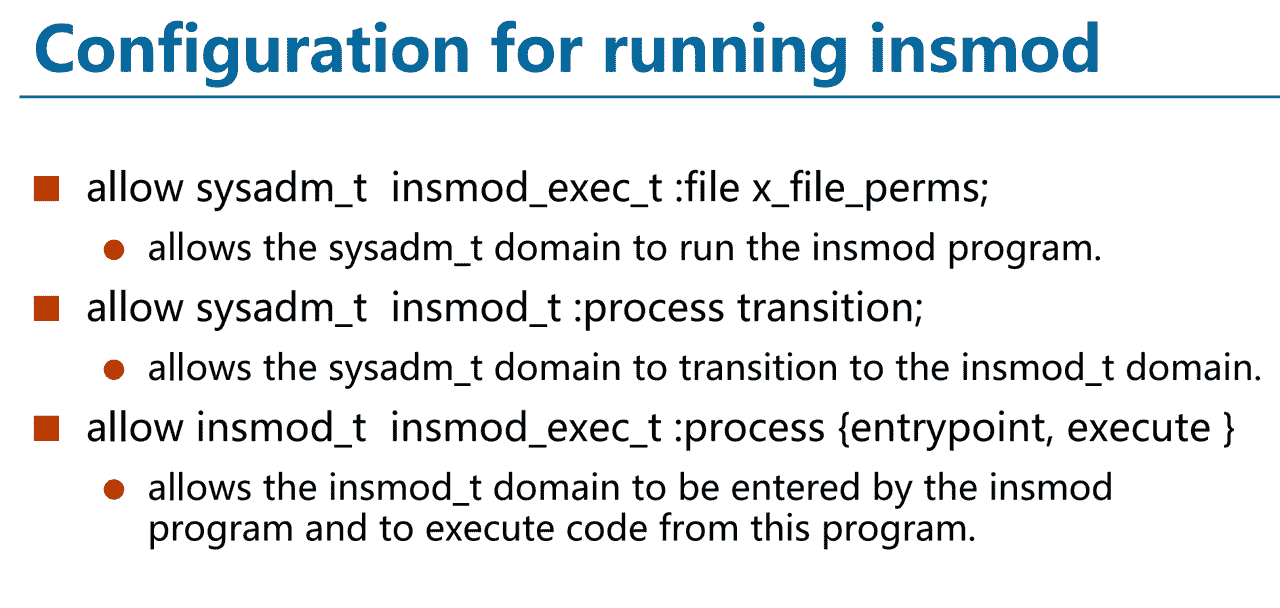 Configuration for running insmod
allow sysadm_t insmod_exec_t :file x_file_perms;
allows the sysadm_t domain to run the insmod program.
allow sysadm_t insmod_t :process transition;
allows the sysadm_t domain to transition to the insmod_t domain.
allow insmod_t insmod_exec_t :process {entrypoint, execute }
allows the insmod_t domain to be entered by the insmod
program and to execute code from this program.